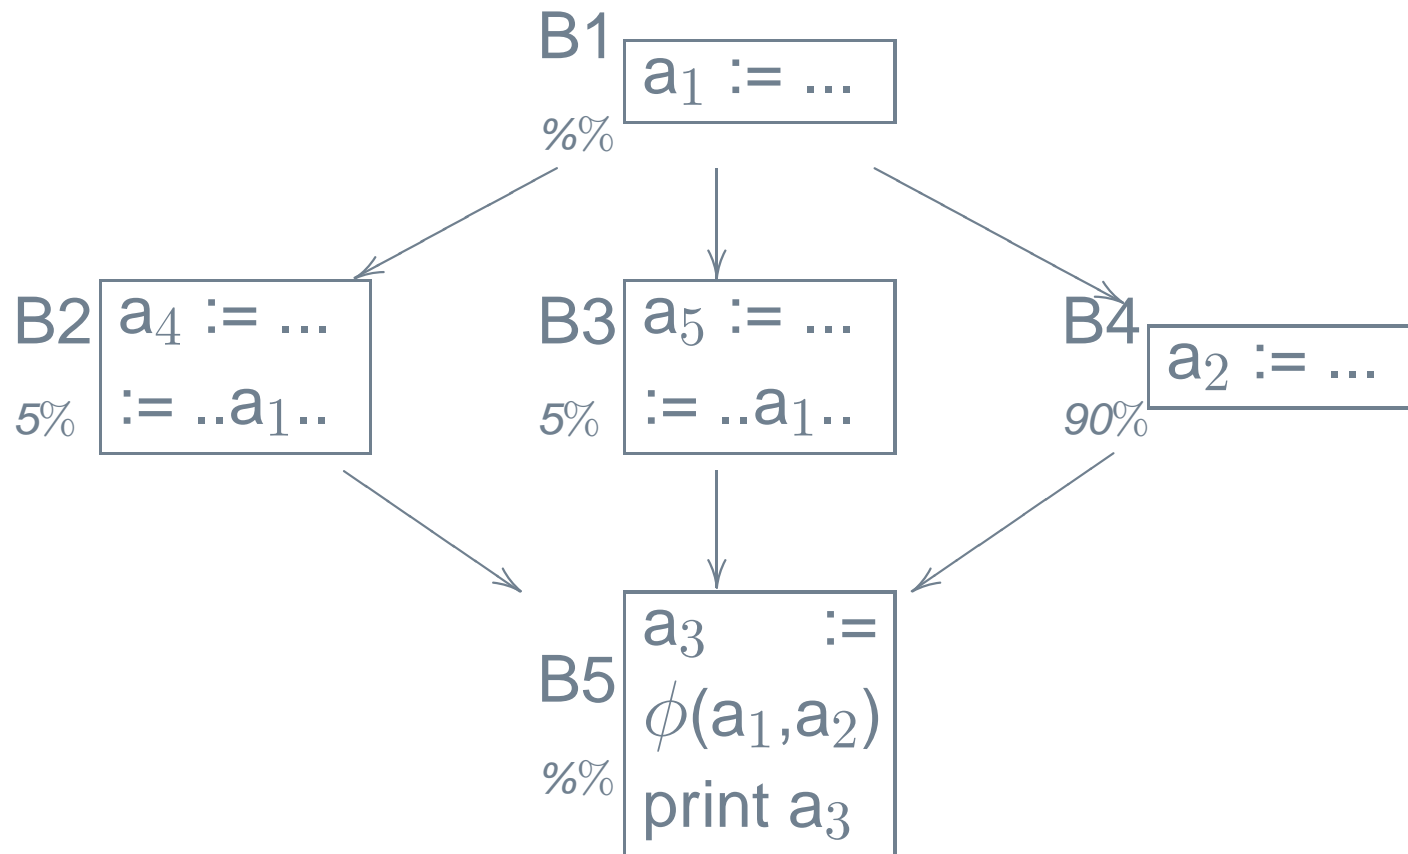 B1
a₁ := ...
%%
B2
a₄ := ...
:= ..a₁..
5%
B3
a₅ := ...
:= ..a₁..
5%
B4
a₂ := ...
90%
B5
a₃ :=
ϕ(a₁,a₂)
print a₃
%%